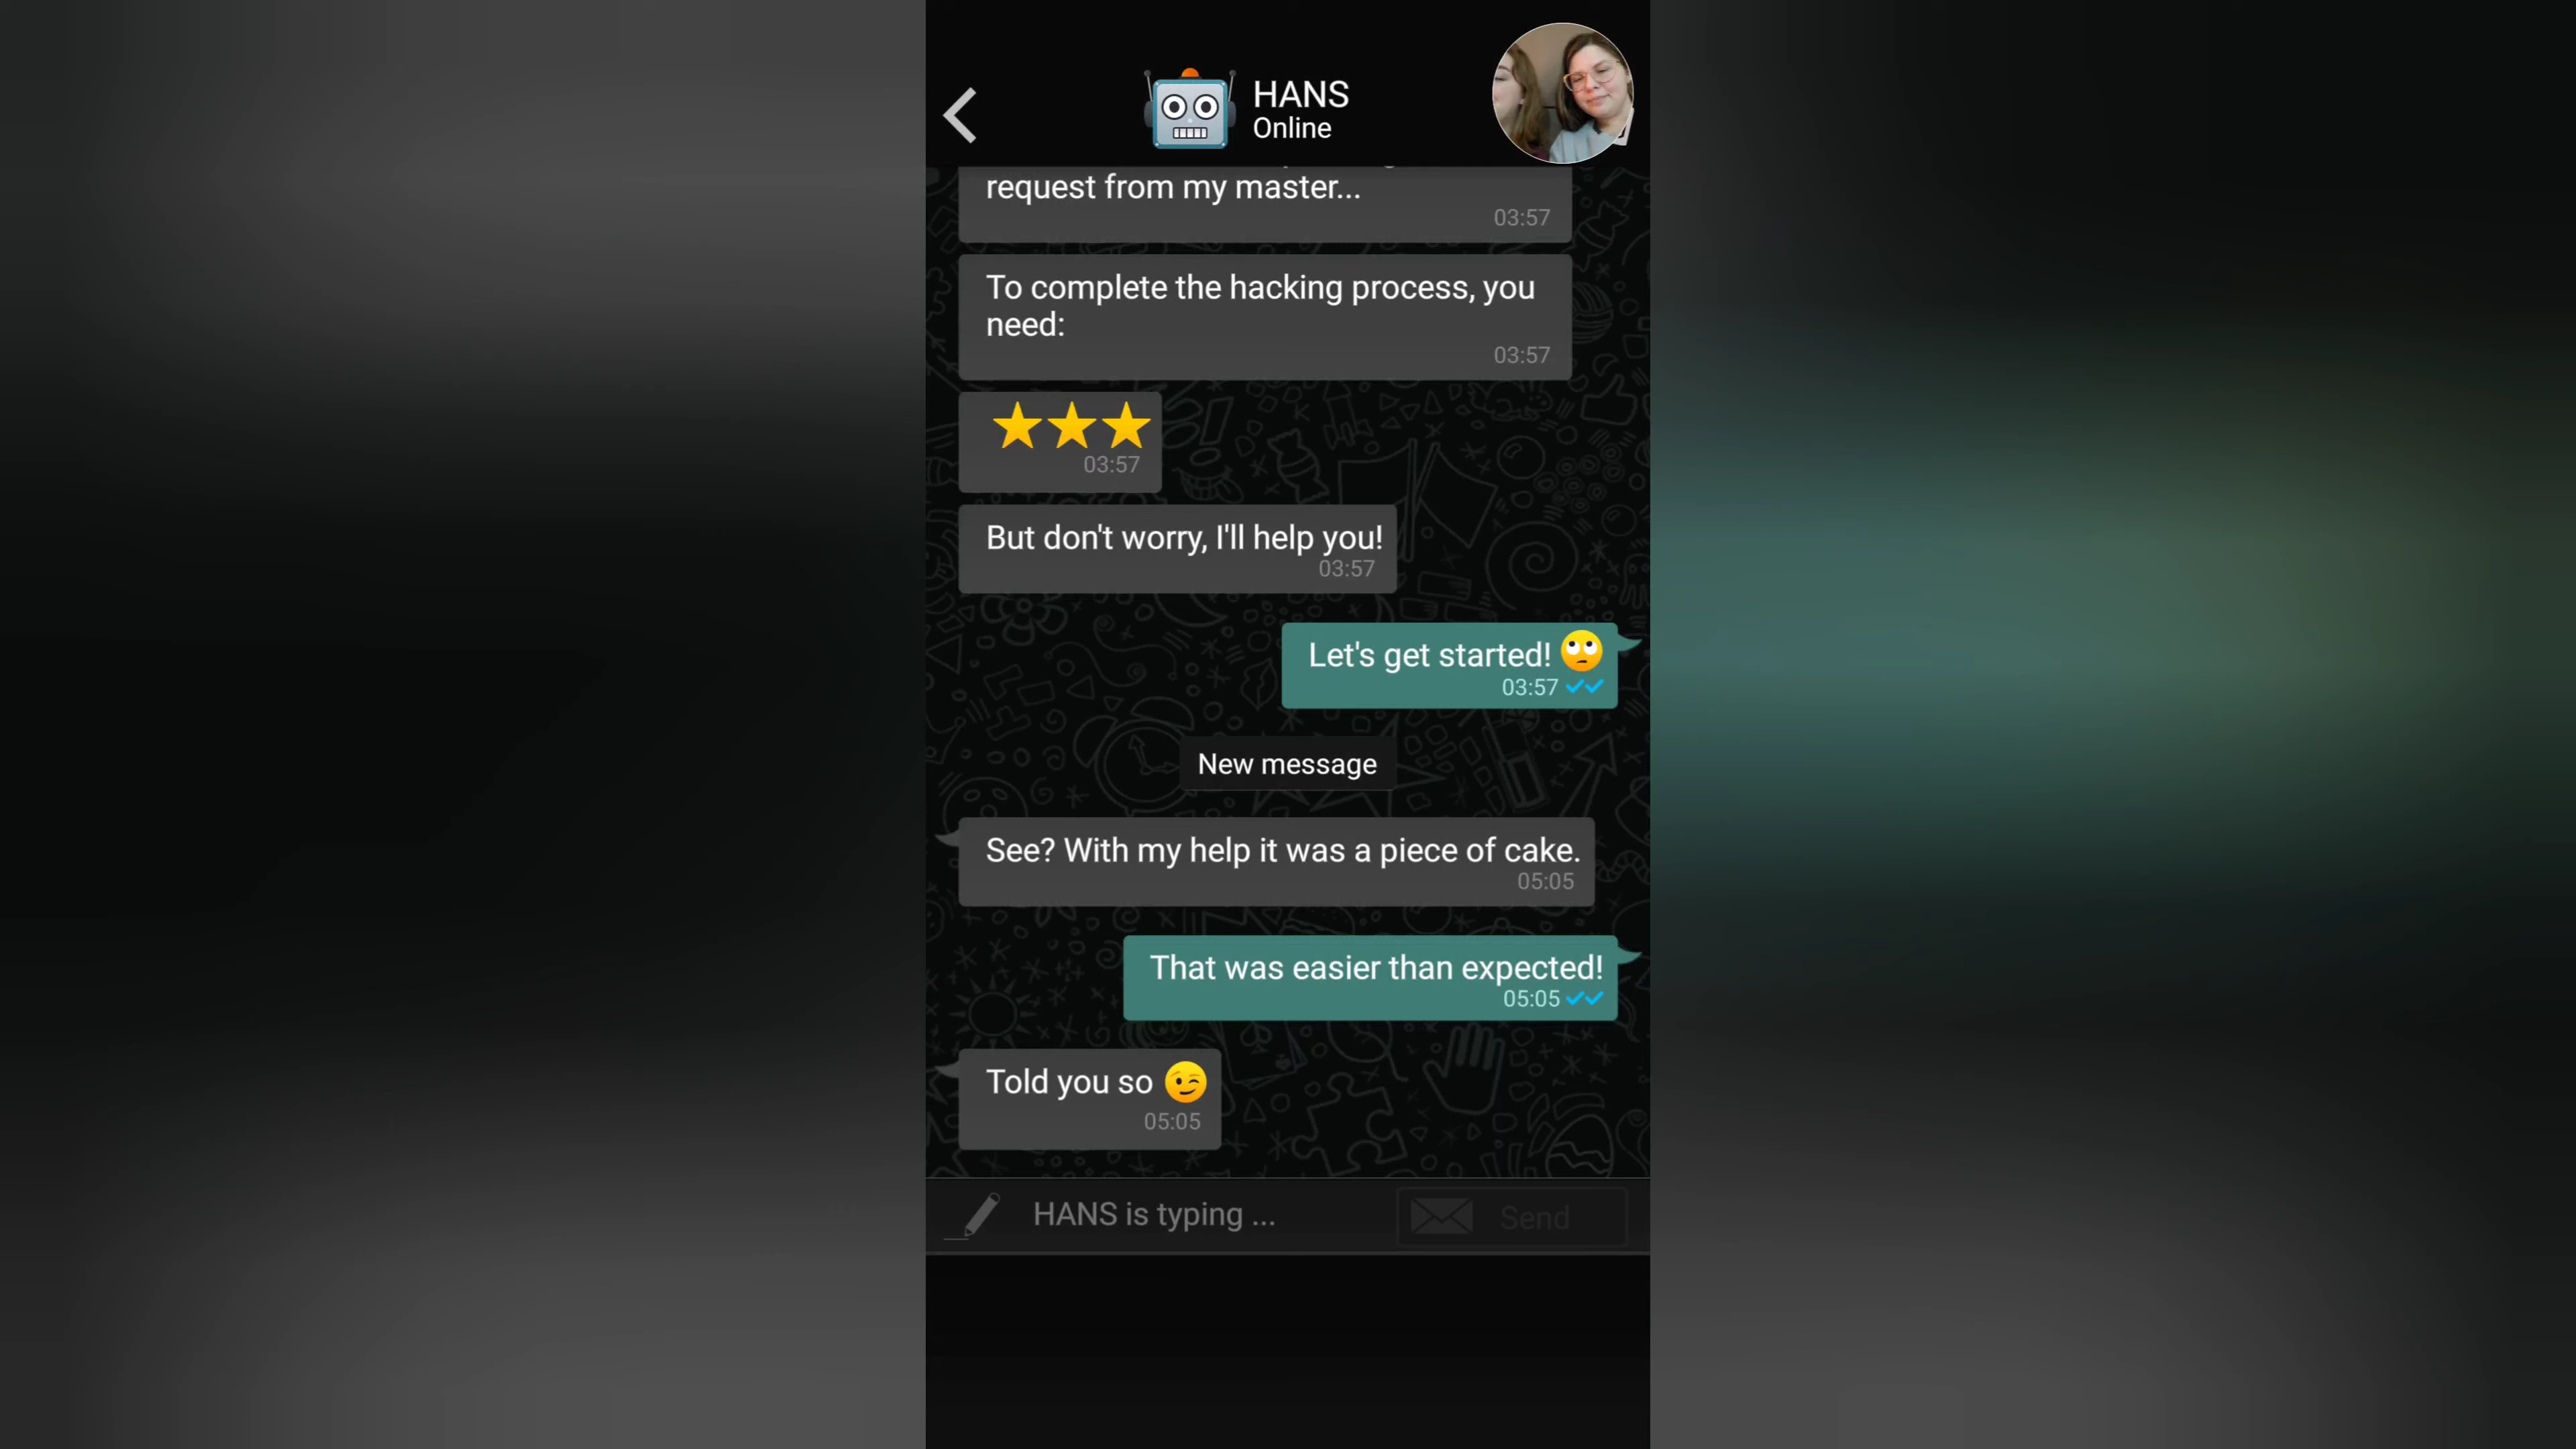 HANS
Online
request from my master...
03:57
To complete the hacking process, you
need:
03:57
03:57
But don't worry, I'll help you!
03:57
Let's get started!
03:57
New message
See? With my help it was a piece of cake.
05:05
That was easier than expected!
05:05
Told you so
05:05
HANS is typing ...
Send